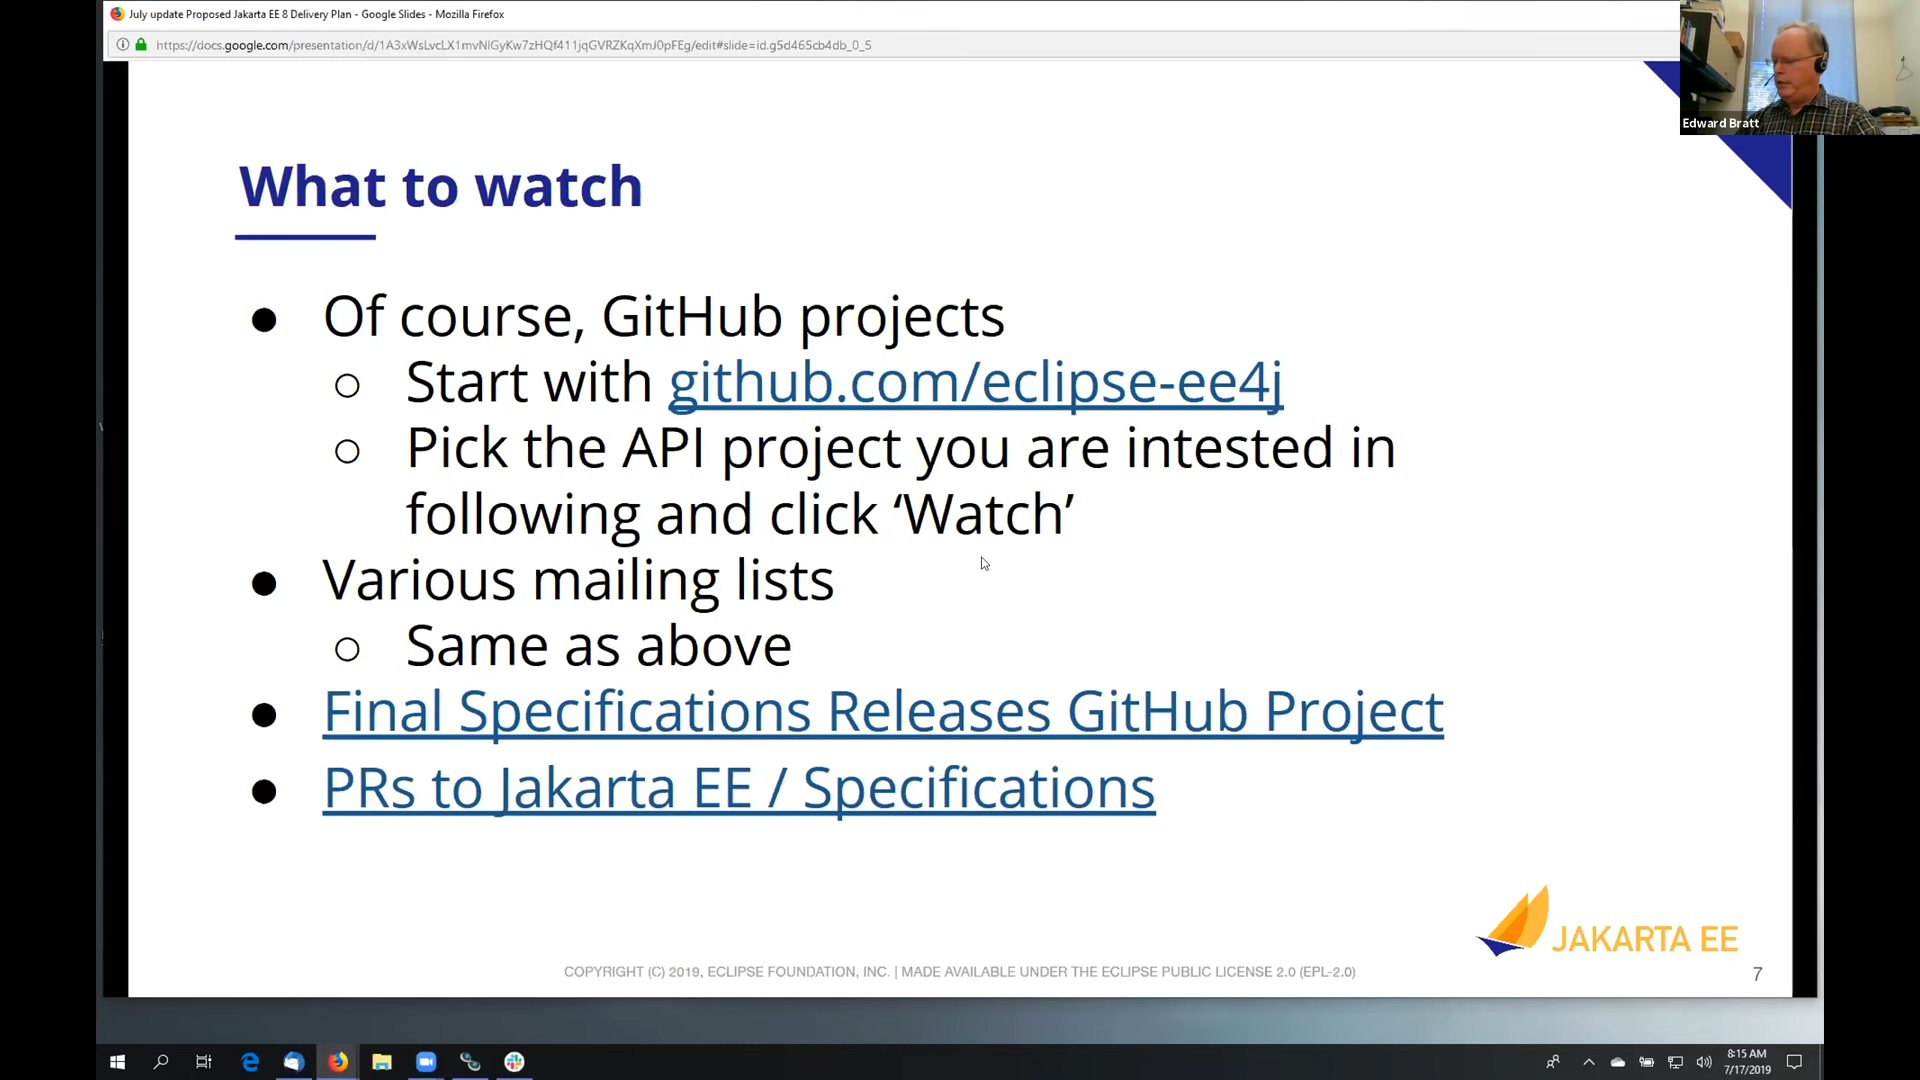 July update Proposed Jakarta EE 8 Delivery Plan - Google Slides - Mozilla Firefox
https://docs.google.com/presentation/d/1A3xWsLvcLX1mvNlGyKw7zHQf411jqGVRZKqXmJ0pFEg/edit#slide=id.g5d465cb4db_0_5
Edward Bratt
What to watch
● Of course, GitHub projects
○ Start with github.com/eclipse-ee4j
○ Pick the API project you are intested in
following and click ‘Watch’
● Various mailing lists
○ Same as above
● Final Specifications Releases GitHub Project
● PRs to Jakarta EE / Specifications
JAKARTA EE
COPYRIGHT (C) 2019, ECLIPSE FOUNDATION, INC. | MADE AVAILABLE UNDER THE ECLIPSE PUBLIC LICENSE 2.0 (EPL-2.0)
7
8:15 AM
7/17/2019